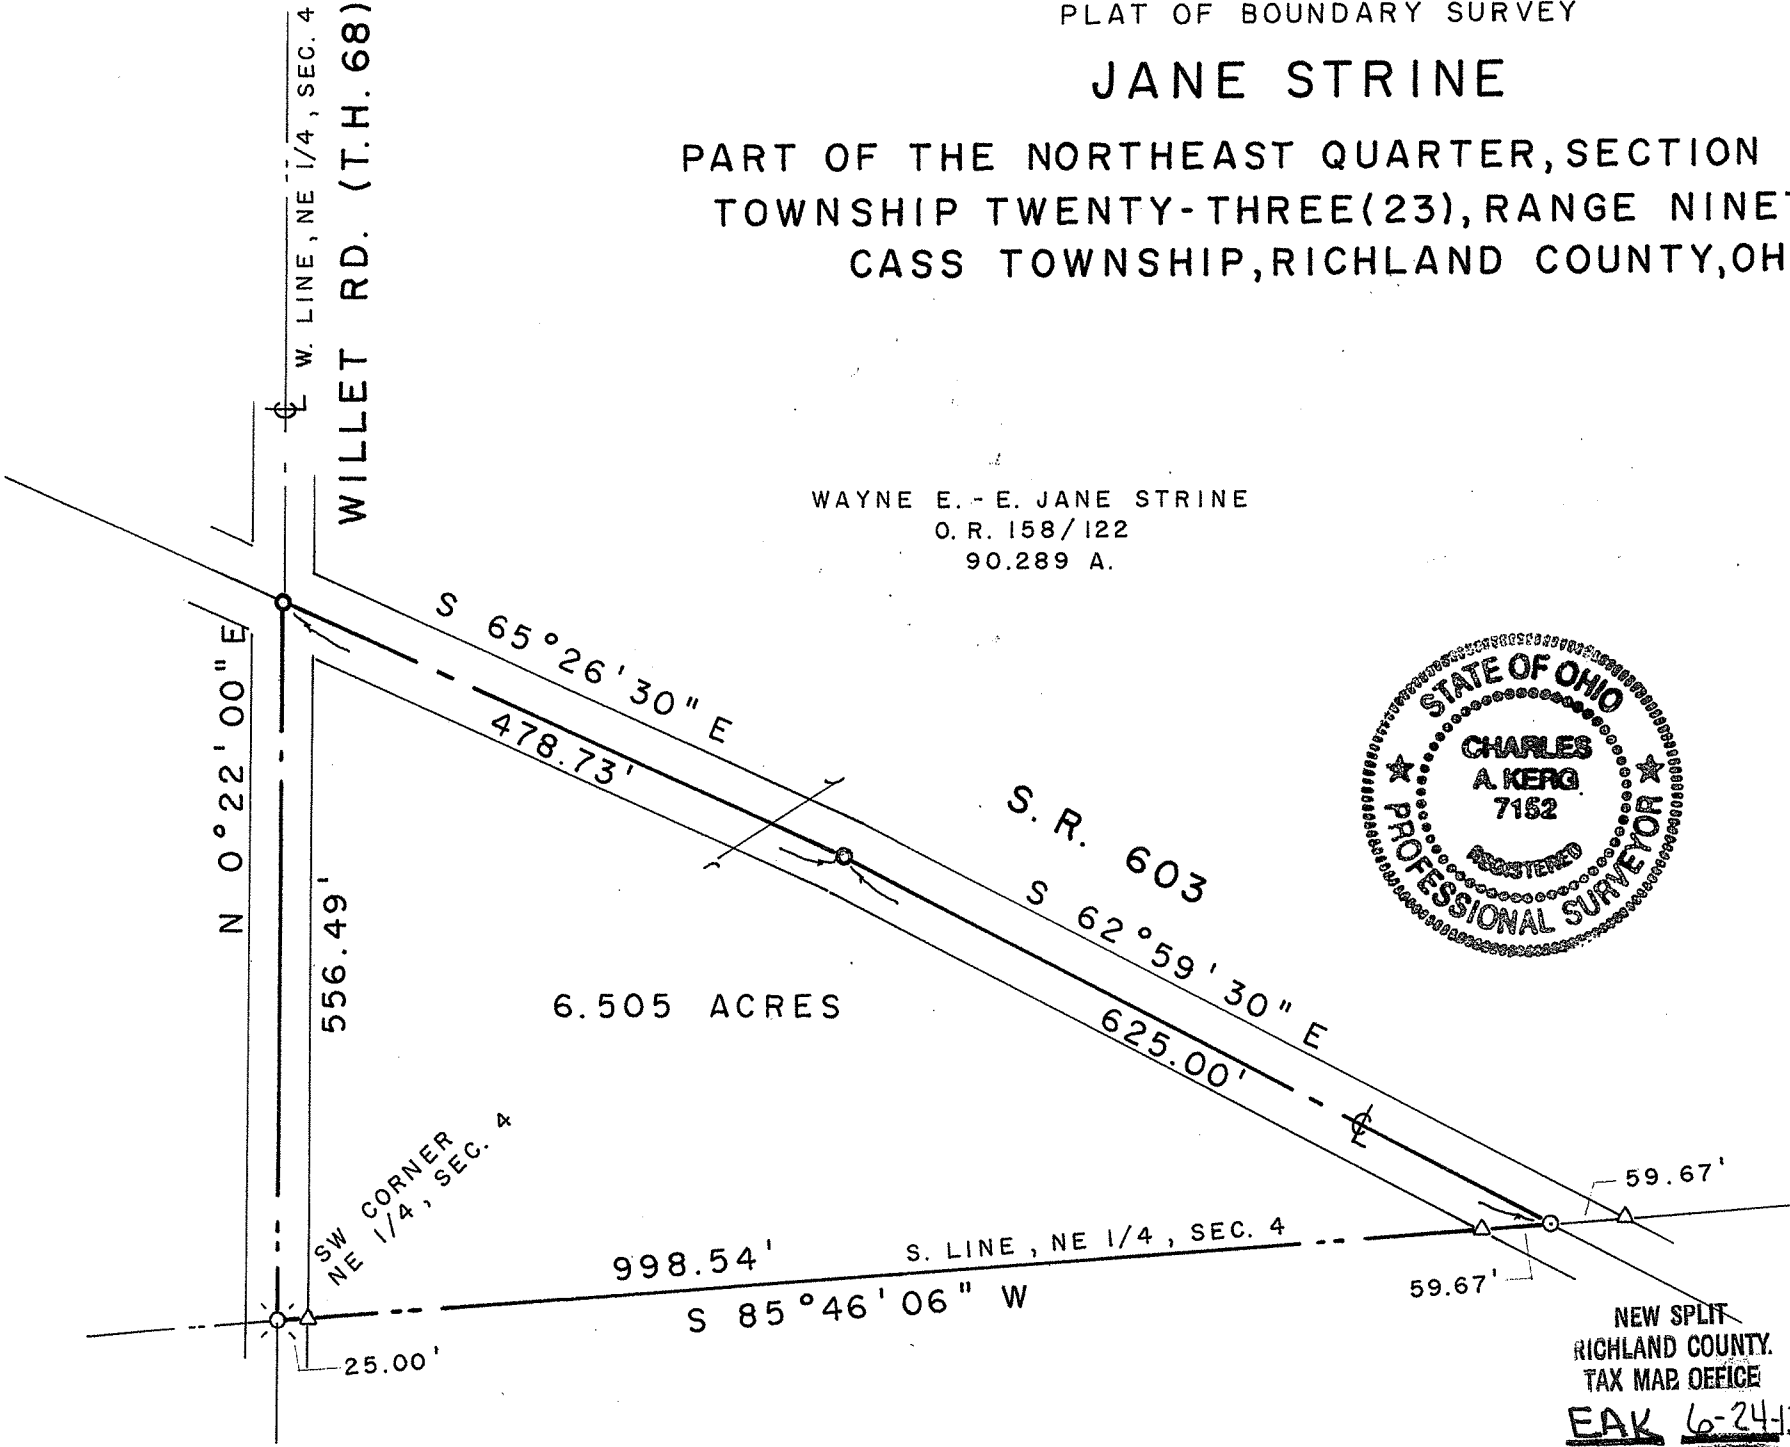 PLAT OF BOUNDARY SURVEY
JANE STRINE
PART OF THE NORTHEAST QUARTER, SECTION
TOWNSHIP TWENTY-THREE(23), RANGE
CASS TOWNSHIP, RICHLAND COUNTY, OH
W. LINE, NE 1/4, SEC. 4
WILLET RD. (T.H. 68)
WAYNE E. - E. JANE STRINE
O. R. 158/122
90.289 A.
S 65°26'30" E
478.73'
N 0°22'00" E
556.49'
S. R. 603
STATE OF OHIO
CHARLES
A. KERG
7152
REGISTERED
PROFESSIONAL SURVEYOR
S 62°59'30" E
625.00'
6.505 ACRES
SW CORNER
NE 1/4, SEC. 4
59.67'
998.54'
S. LINE, NE 1/4, SEC. 4
S 85°46'06" W
59.67'
25.00'
NEW SPLIT
RICHLAND COUNTY.
TAX MAP OFFICE
EAK 6-24-